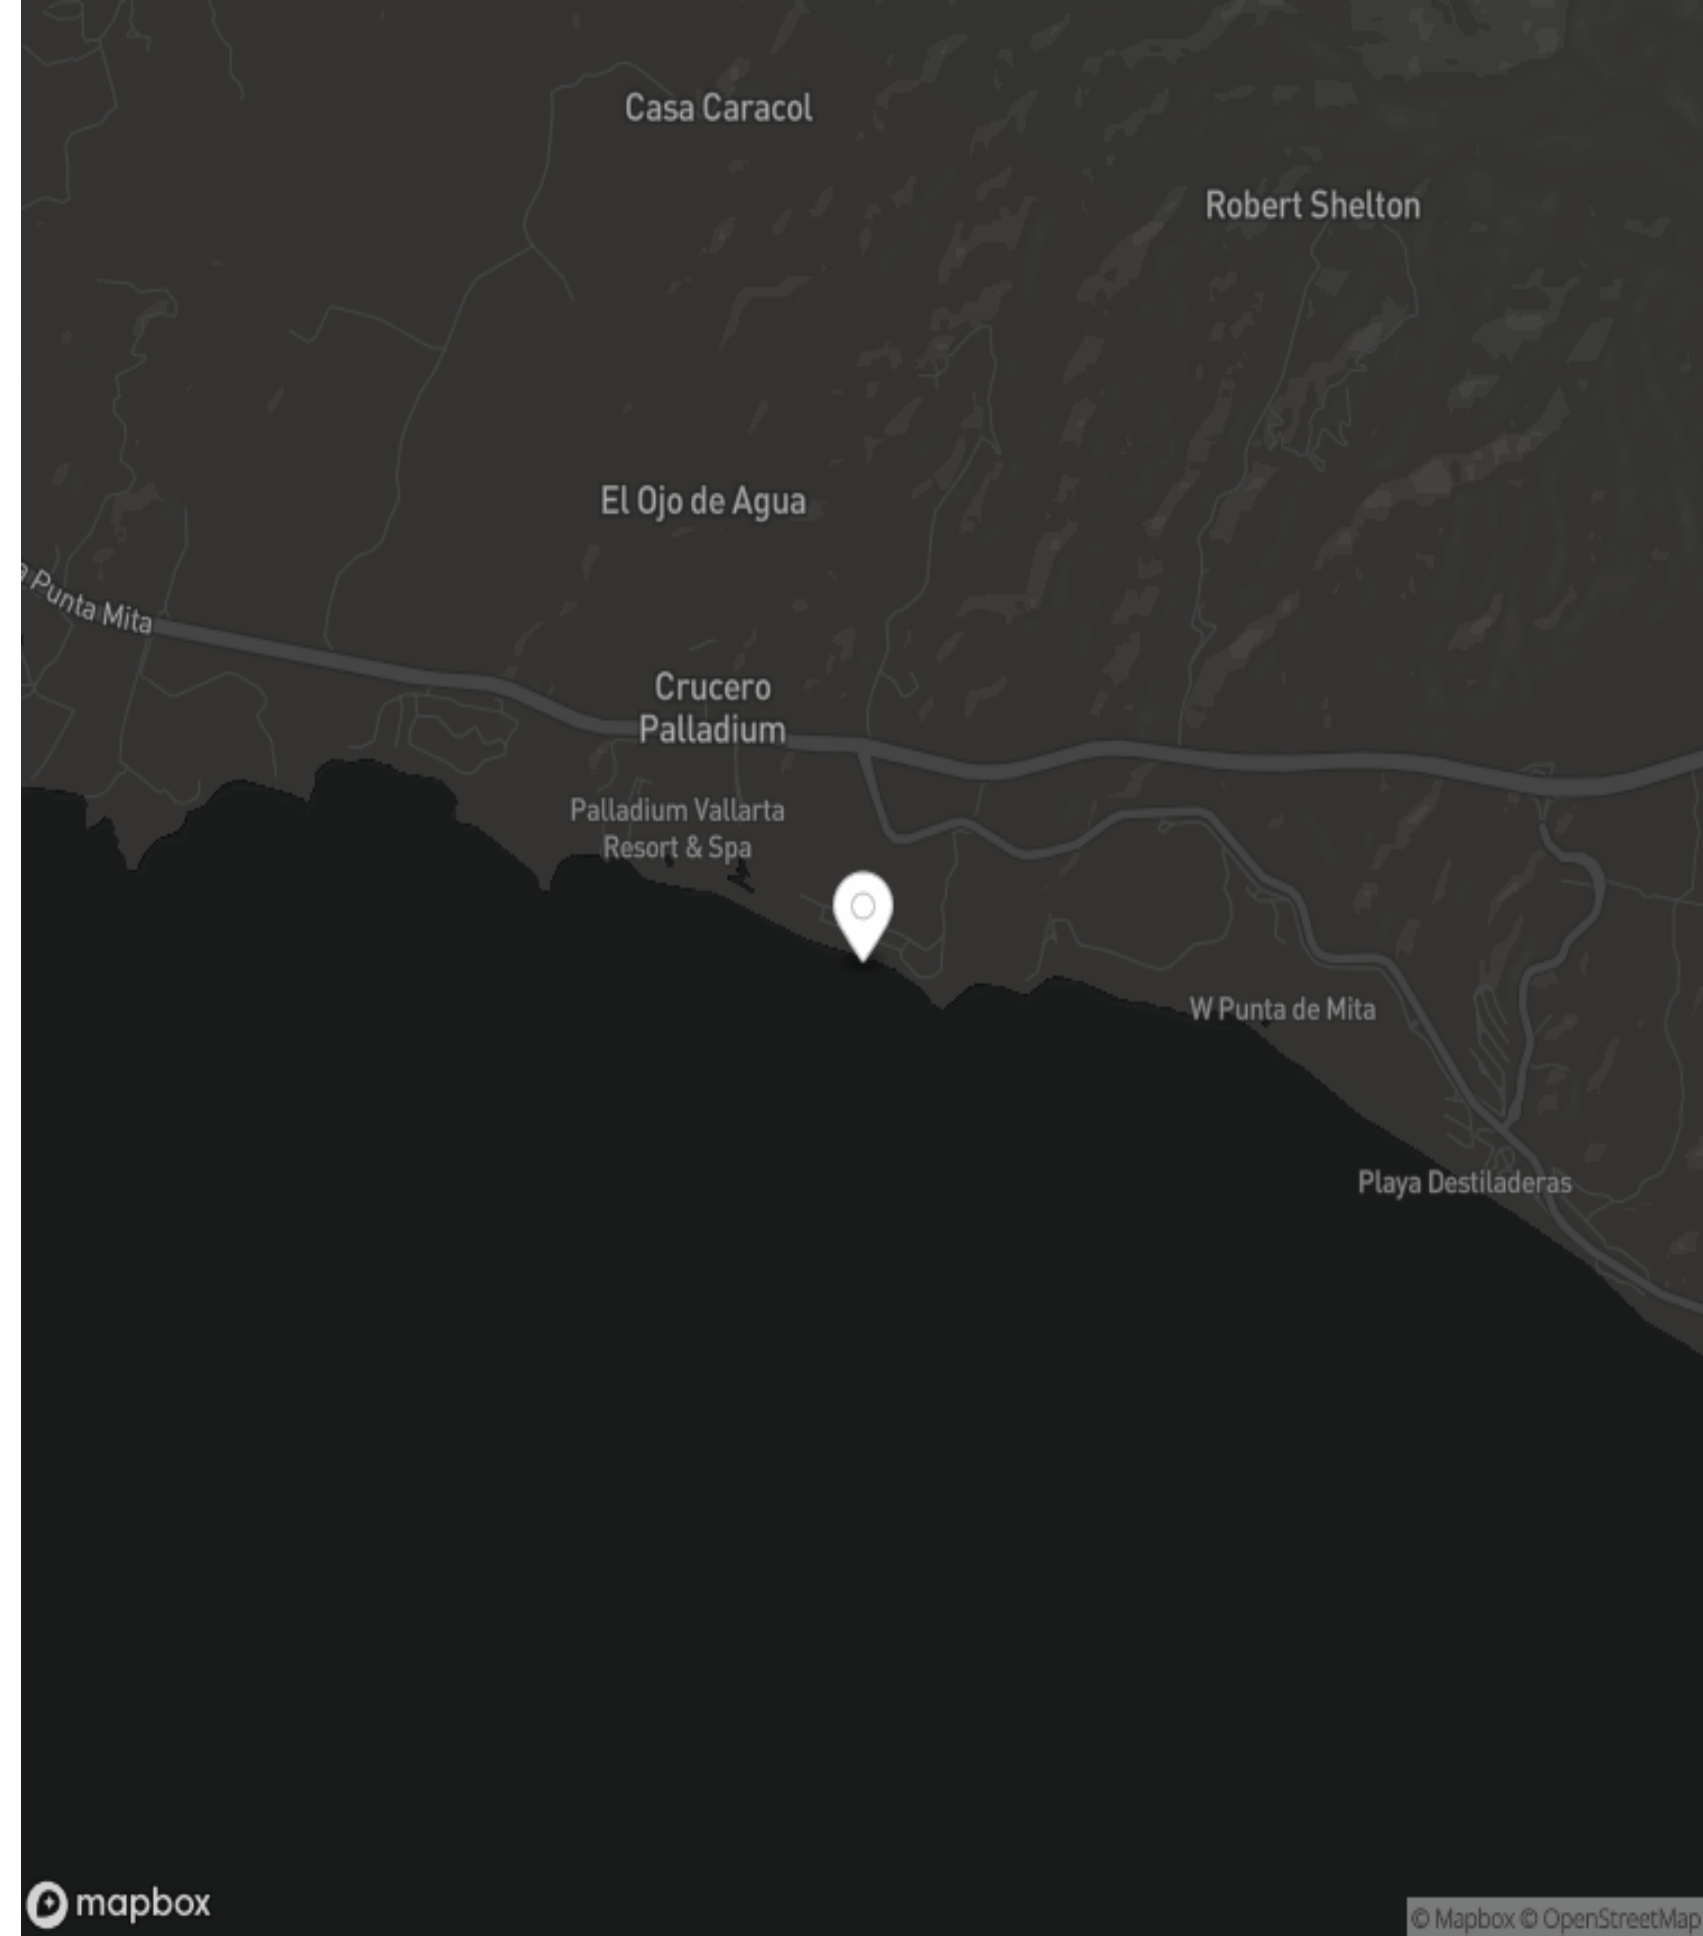 Casa Caracol
Robert Shelton
El Ojo de Agua
a Punta Mita
Crucero
Palladium
Palladium Vallarta
Resort & Spa
W Punta de Mita
Playa Destiladeras
mapbox
© Mapbox © OpenStreetMap